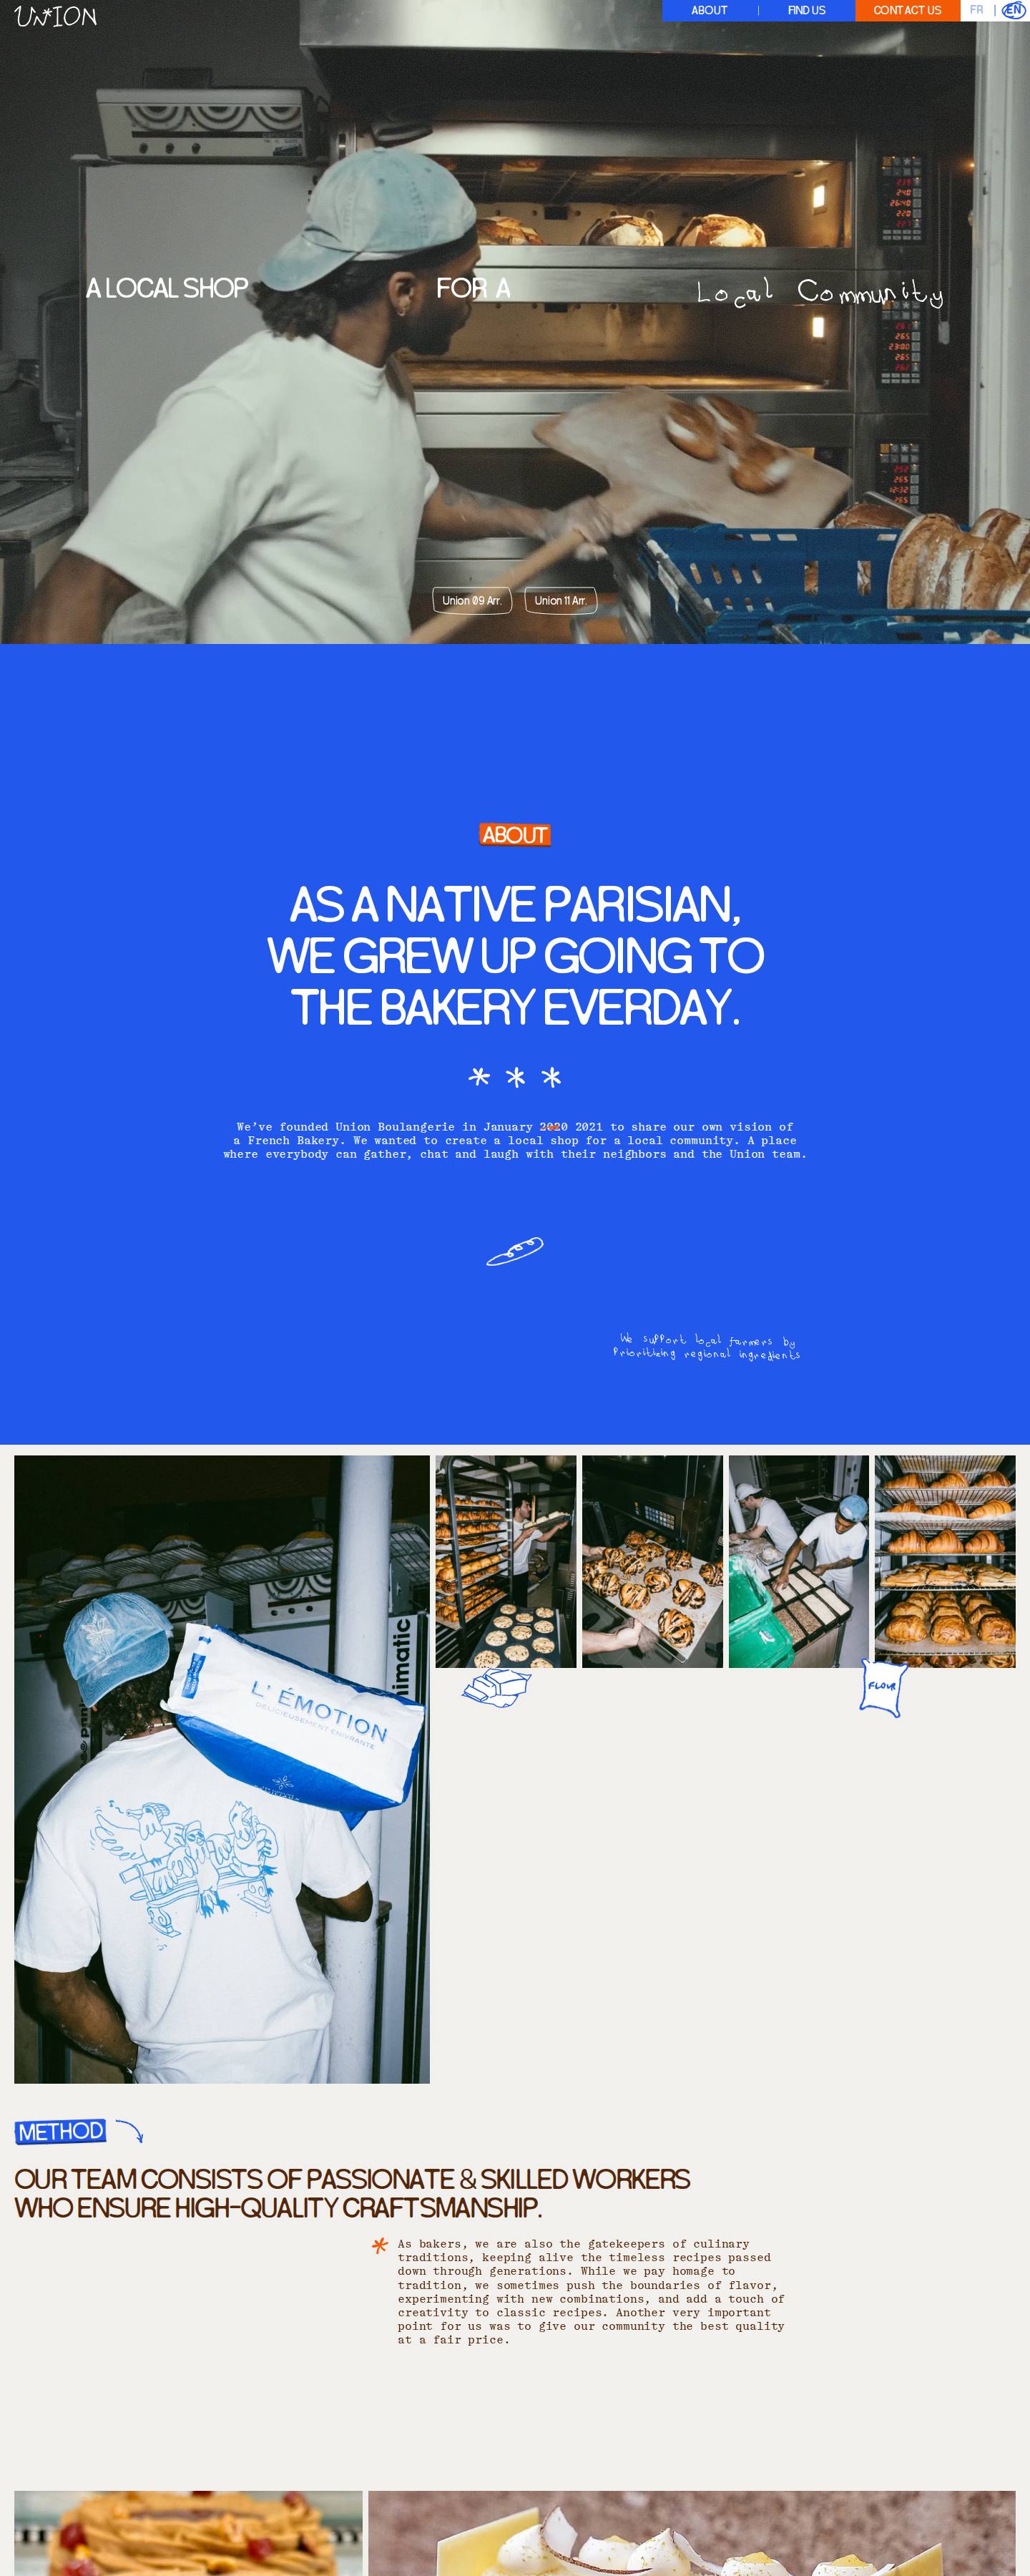 UN*ION
ABOUT | FIND US CONTACT US FR | EN
A LOCAL SHOP FOR A Local Community
Union 09 Arr. Union 11 Arr.
ABOUT
AS A NATIVE PARISIAN,
WE GREW UP GOING TO
THE BAKERY EVERDAY.
* * *
We've founded Union Boulangerie in January 2020 2021 to share our own vision of
a French Bakery. We wanted to create a local shop for a local community. A place
where everybody can gather, chat and laugh with their neighbors and the Union team.
We support local farmers by
prioritizing regional ingredients
L'ÉMOTION
DÉLICIEUSEMENT ENIVRANTE
FLOUR
METHOD
OUR TEAM CONSISTS OF PASSIONATE & SKILLED WORKERS
WHO ENSURE HIGH-QUALITY CRAFTSMANSHIP.
* As bakers, we are also the gatekeepers of culinary
traditions, keeping alive the timeless recipes passed
down through generations. While we pay homage to
tradition, we sometimes push the boundaries of flavor,
experimenting with new combinations, and add a touch of
creativity to classic recipes. Another very important
point for us was to give our community the best quality
at a fair price.